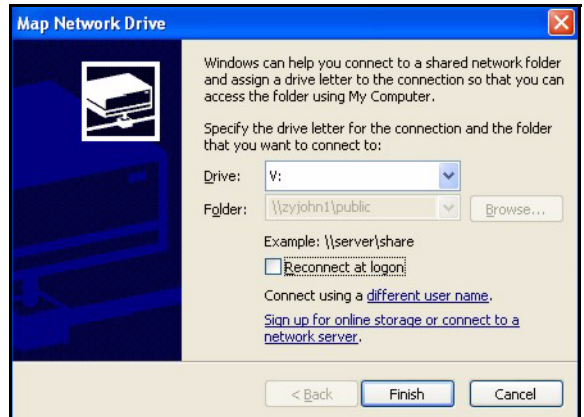 Map Network Drive
Windows can help you connect to a shared network folder
and assign a drive letter to the connection so that you can
access the folder using My Computer.
Specify the drive letter for the connection and the folder
that you want to connect to:
Drive: V:
Folder: \\zyjohn1\public Browse...
Example: \\server\share
Reconnect at logon
Connect using a different user name.
Sign up for online storage or connect to a
network server.
< Back Finish Cancel